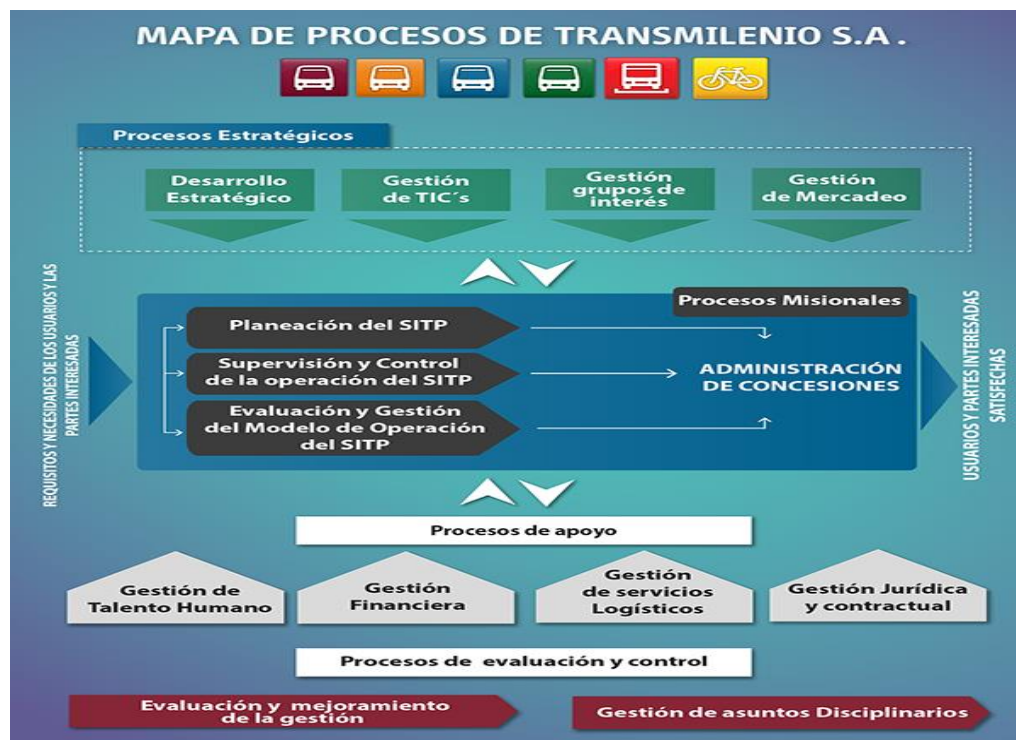 MAPA DE PROCESOS DE TRANSMILENIO S.A.
Procesos Estratégicos
Desarrollo
Estratégico
Gestión
de TIC´s
Gestión
grupos de
interés
Gestión
de Mercadeo
REQUISITOS Y NECESIDADES DE LOS USUARIOS Y LAS
PARTES INTERESADAS
Procesos Misionales
Planeación del SITP
Supervisión y Control
de la operación del SITP
Evaluación y Gestión
del Modelo de Operación
del SITP
ADMINISTRACIÓN
DE CONCESIONES
USUARIOS Y PARTES INTERESADAS
SATISFECHAS
Procesos de apoyo
Gestión de
Talento Humano
Gestión
Financiera
Gestión
de servicios
Logísticos
Gestión Jurídica
y contractual
Procesos de evaluación y control
Evaluación y mejoramiento
de la gestión
Gestión de asuntos Disciplinarios